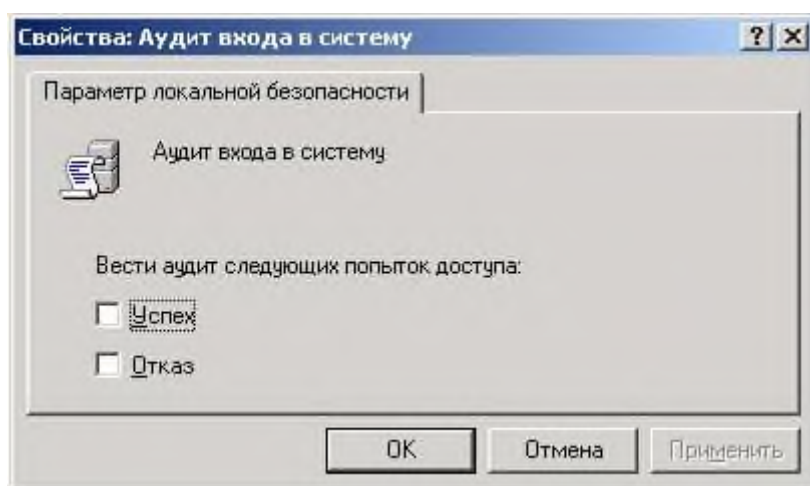 Свойства: Аудит входа в систему
Параметр локальной безопасности
Аудит входа в систему
Вести аудит следующих попыток доступа:
Успех
Отказ
OK Отмена Применить